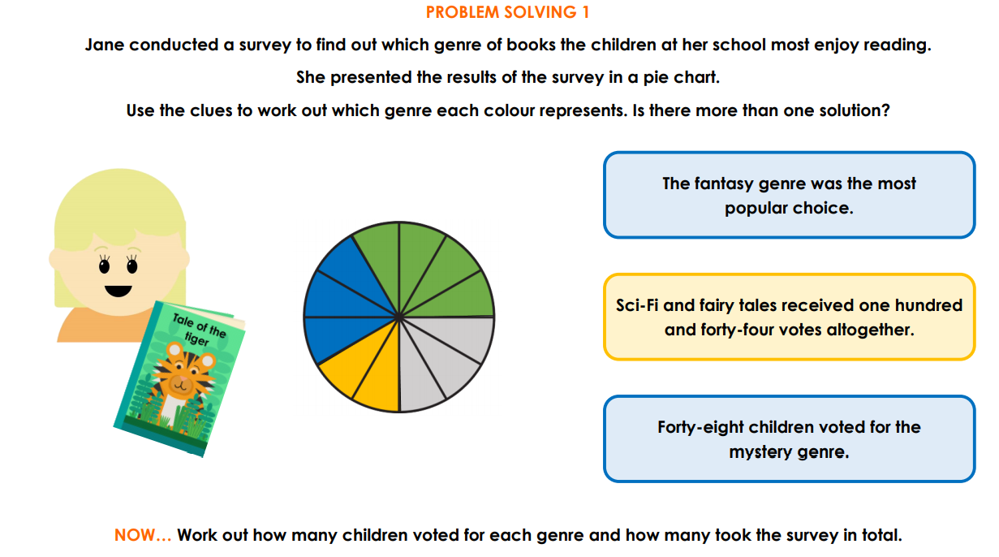 PROBLEM SOLVING 1
Jane conducted a survey to find out which genre of books the children at her school most enjoy reading.
She presented the results of the survey in a pie chart.
Use the clues to work out which genre each colour represents. Is there more than one solution?
Tale of the
tiger
The fantasy genre was the most
popular choice.
Sci-Fi and fairy tales received one hundred
and forty-four votes altogether.
Forty-eight children voted for the
mystery genre.
NOW... Work out how many children voted for each genre and how many took the survey in total.